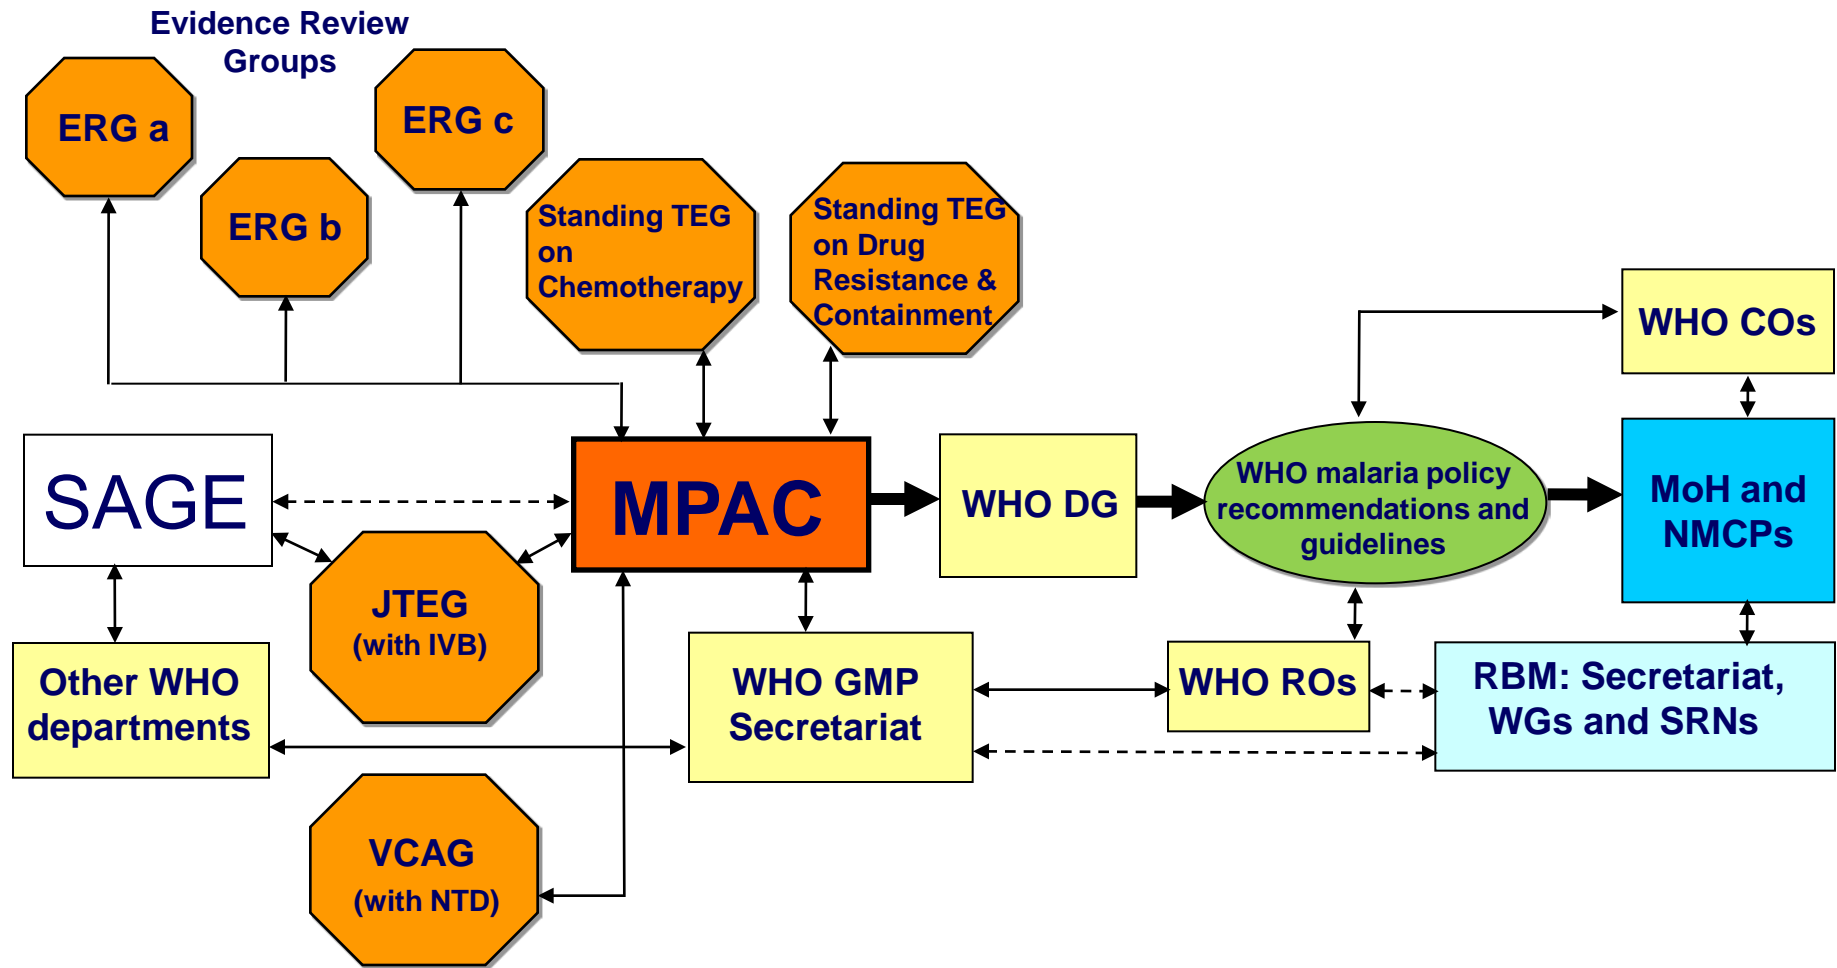 Evidence Review
Groups
ERG a
ERG b
ERG c
Standing TEG
on
Chemotherapy
Standing TEG
on Drug
Resistance &
Containment
WHO COs
SAGE
MPAC
WHO DG
WHO malaria policy
recommendations and
guidelines
MoH and
NMCPs
JTEG
(with IVB)
Other WHO
departments
WHO GMP
Secretariat
WHO ROs
RBM: Secretariat,
WGs and SRNs
VCAG
(with NTD)